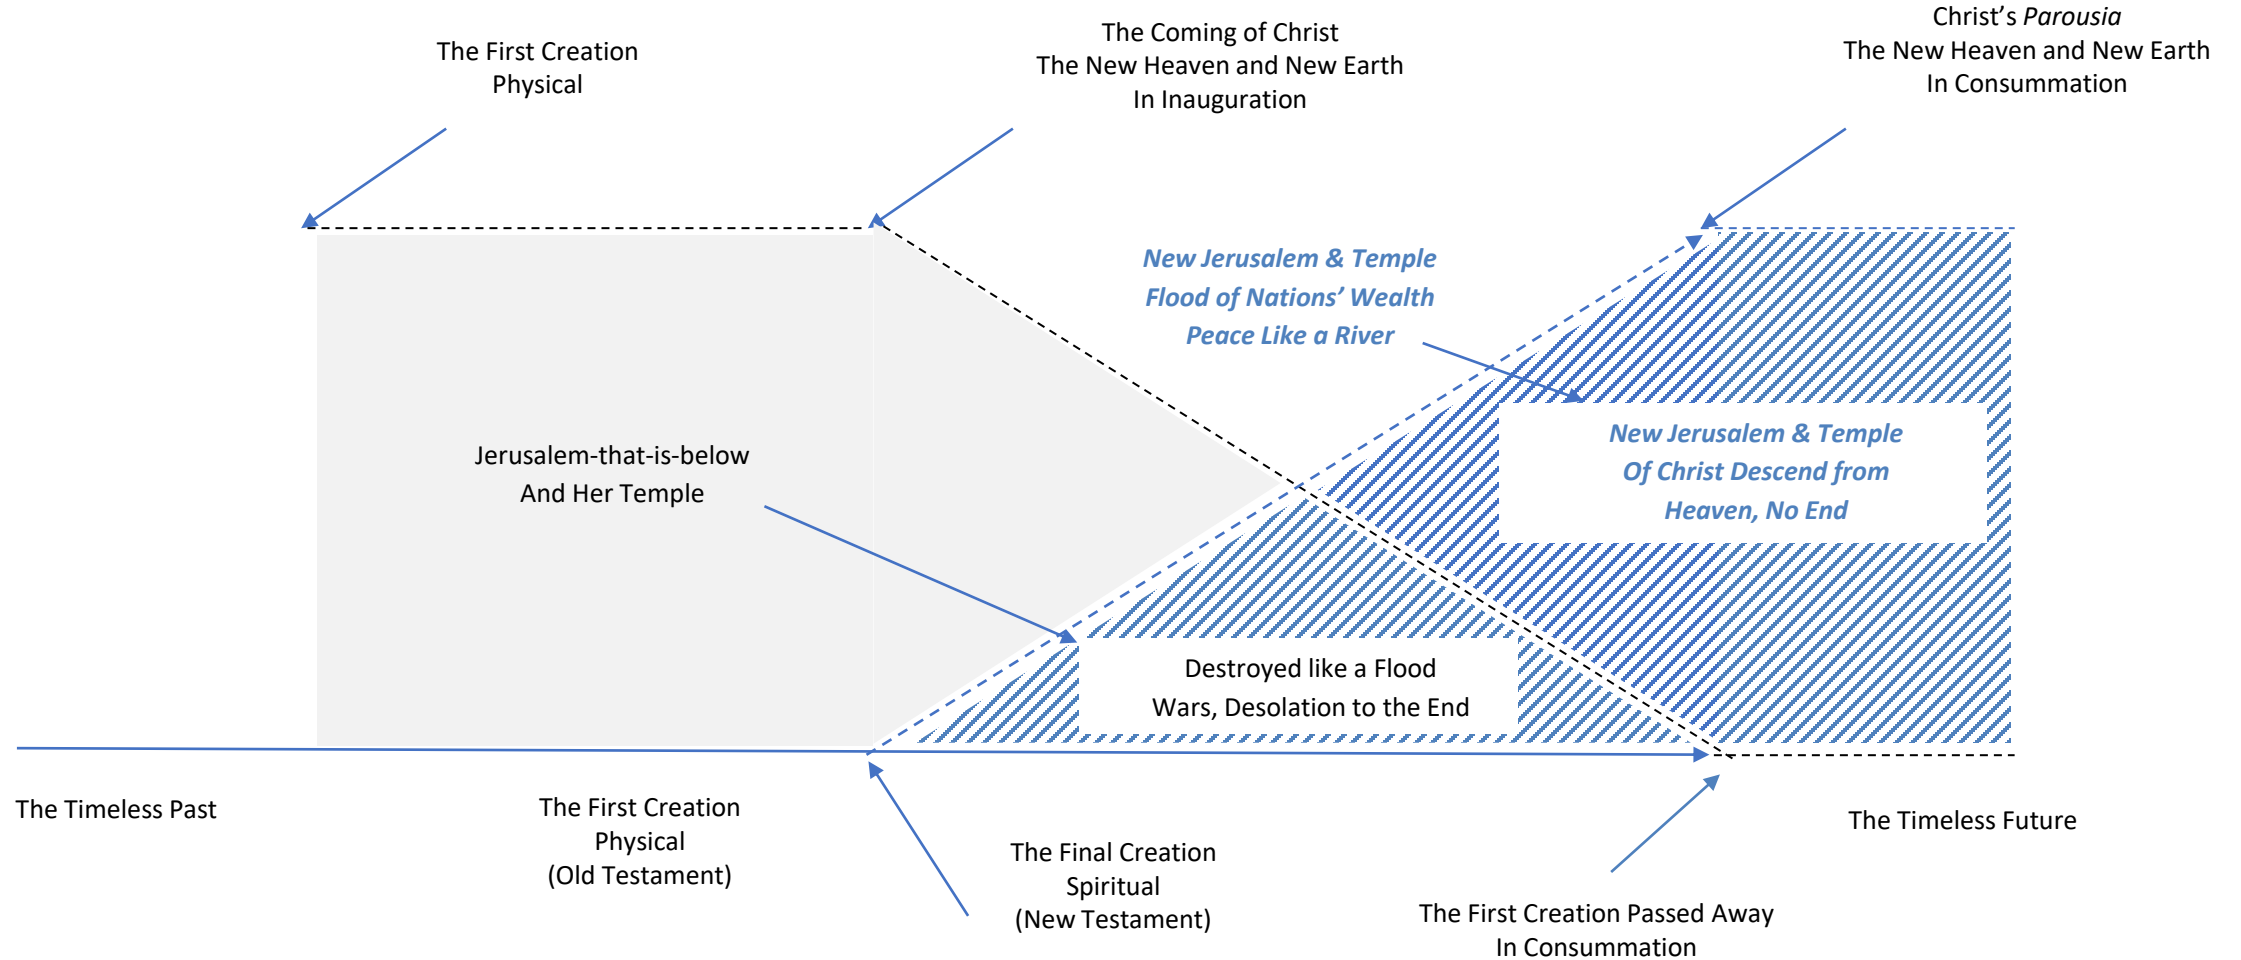 The First Creation
Physical
The Coming of Christ
The New Heaven and New Earth
In Inauguration
Christ’s Parousia
The New Heaven and New Earth
In Consummation
New Jerusalem & Temple
Flood of Nations’ Wealth
Peace Like a River
Jerusalem-that-is-below
And Her Temple
New Jerusalem & Temple
Of Christ Descend from
Heaven, No End
Destroyed like a Flood
Wars, Desolation to the End
The Timeless Past
The First Creation
Physical
(Old Testament)
The Final Creation
Spiritual
(New Testament)
The First Creation Passed Away
In Consummation
The Timeless Future